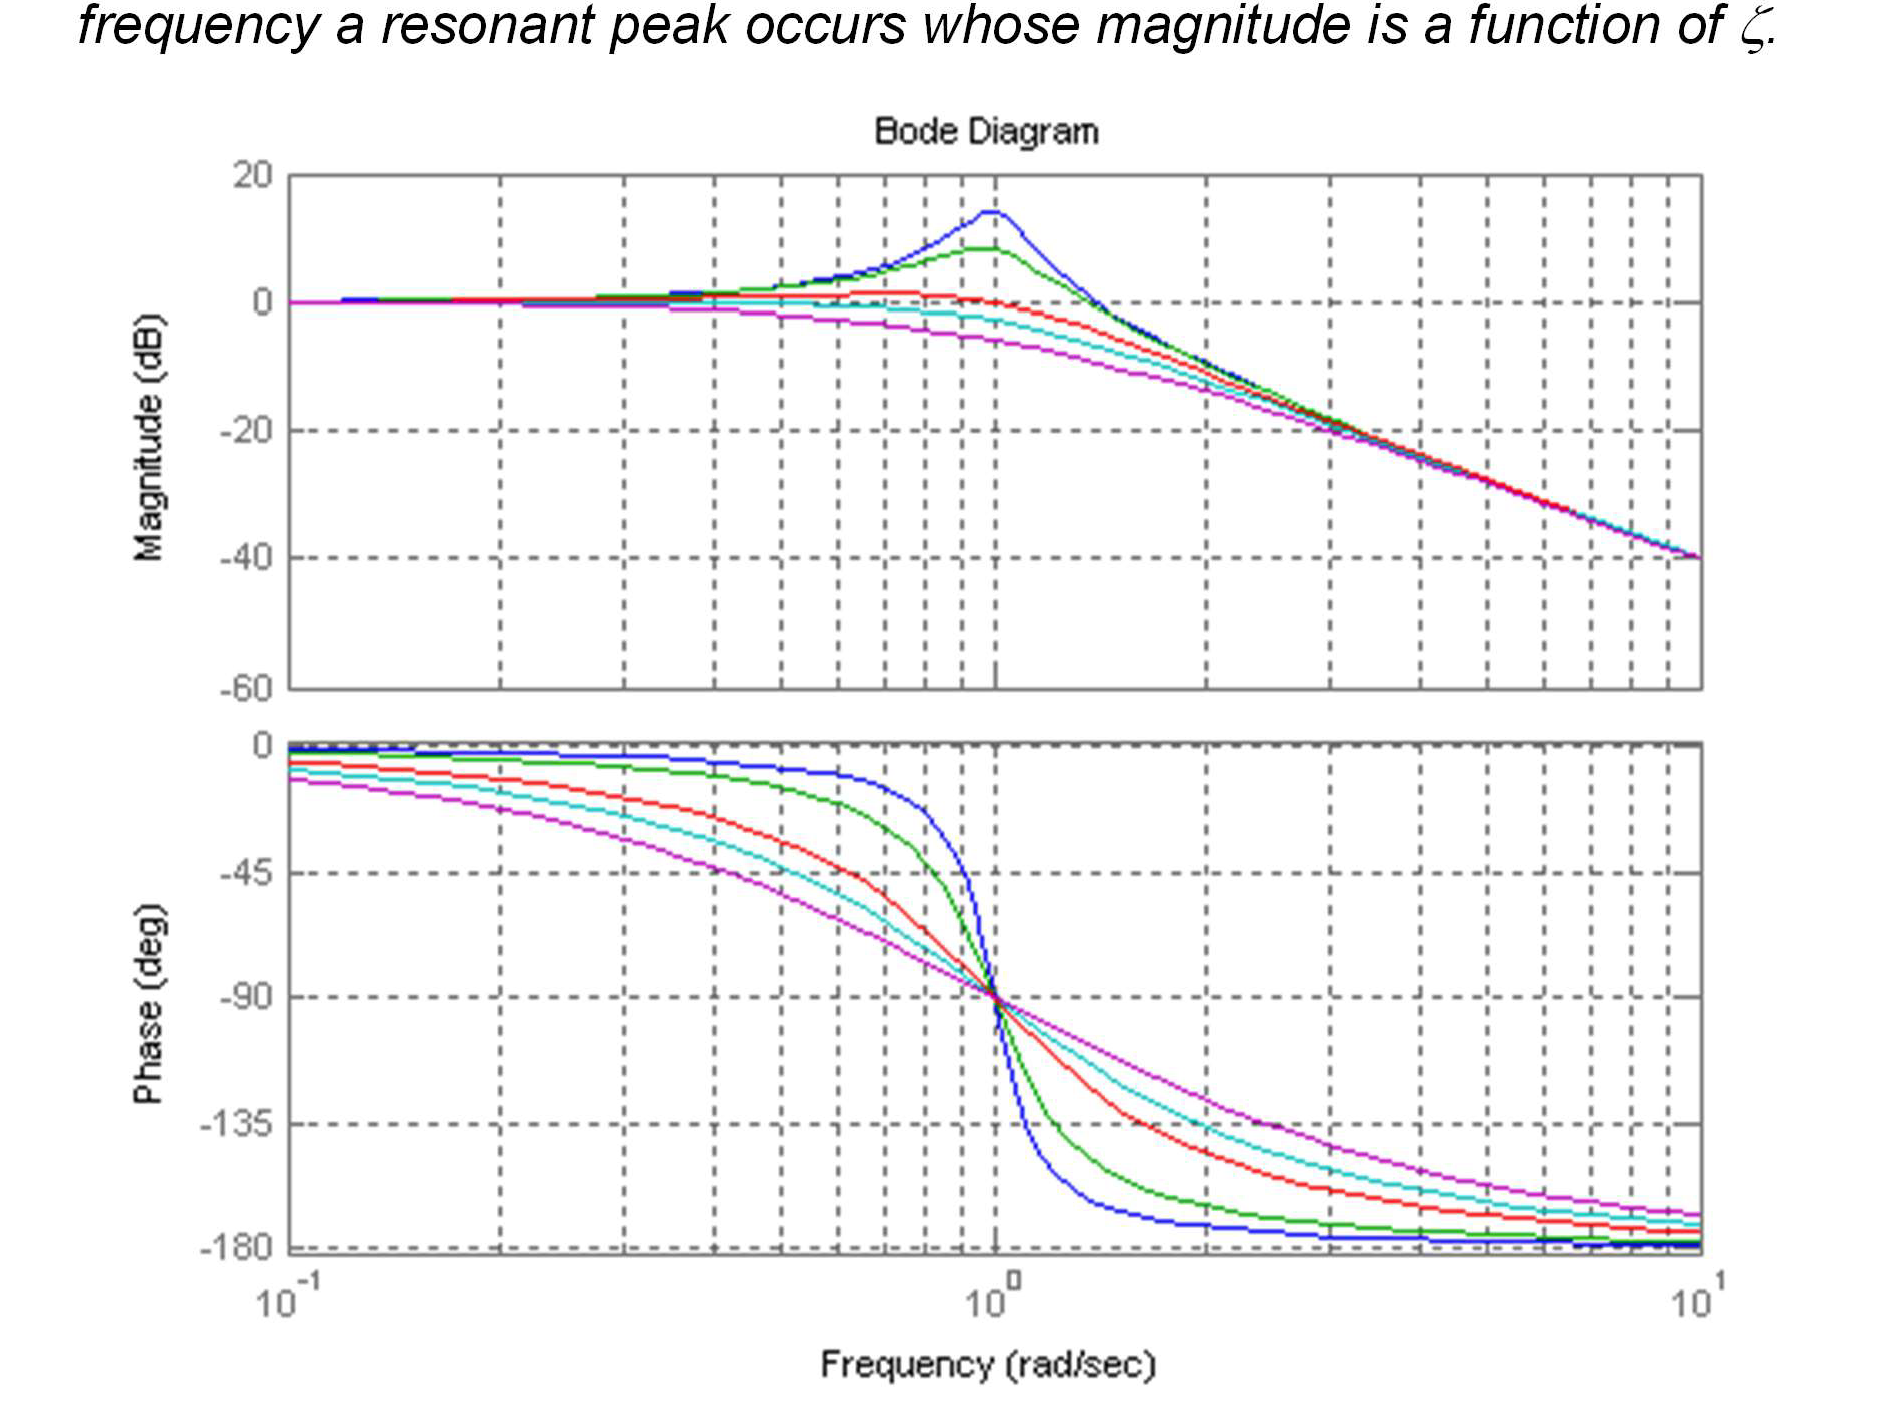 frequency a resonant peak occurs whose magnitude is a function of ζ.
Bode Diagram
Magnitude (dB)
20
0
-20
-40
-60
Phase (deg)
0
-45
-90
-135
-180
10^-1
10^0
10^1
Frequency (rad/sec)